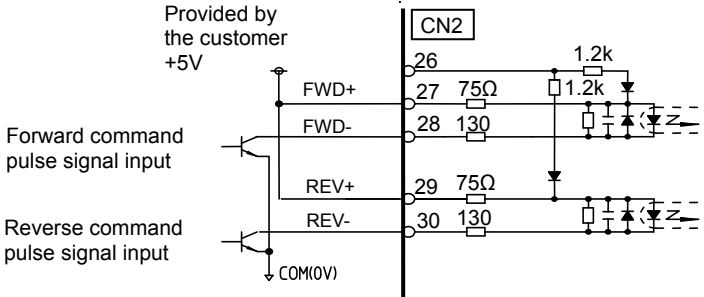 Provided by
the customer
+5V
CN2
26
1.2k
1.2k
FWD+
27
75Ω
Forward command
pulse signal input
FWD-
28
130
REV+
29
75Ω
Reverse command
pulse signal input
REV-
30
130
COM(0V)